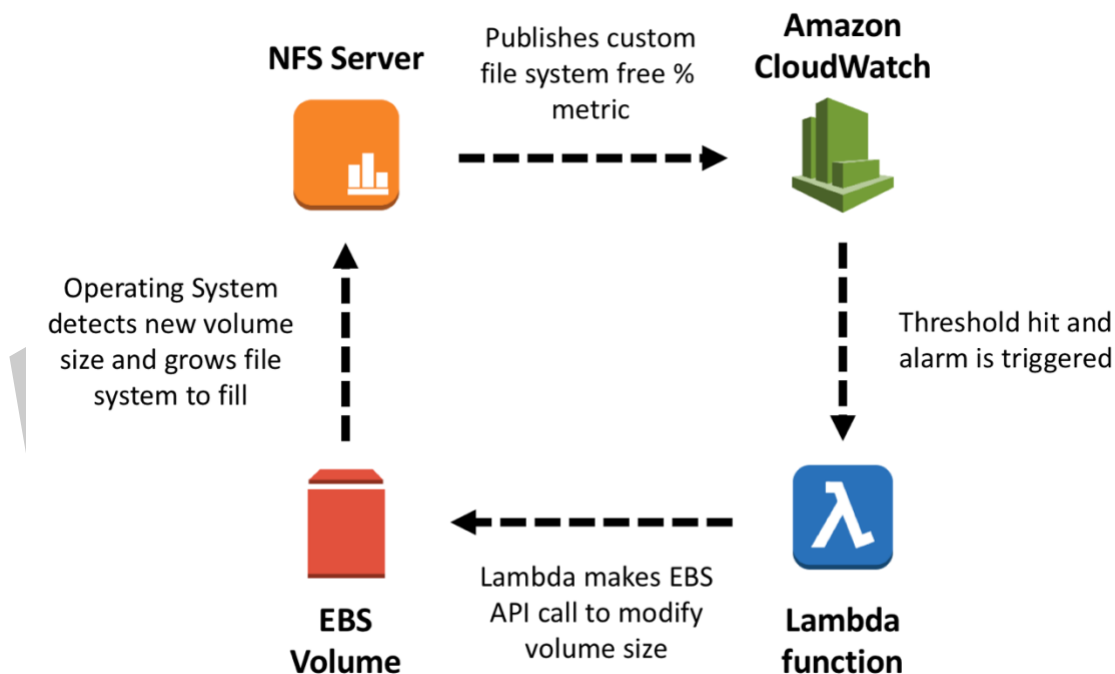 NFS Server
Publishes custom
file system free %
metric
Amazon
CloudWatch
Threshold hit and
alarm is triggered
λ
Lambda
function
Lambda makes EBS
API call to modify
volume size
EBS
Volume
Operating System
detects new volume
size and grows file
system to fill